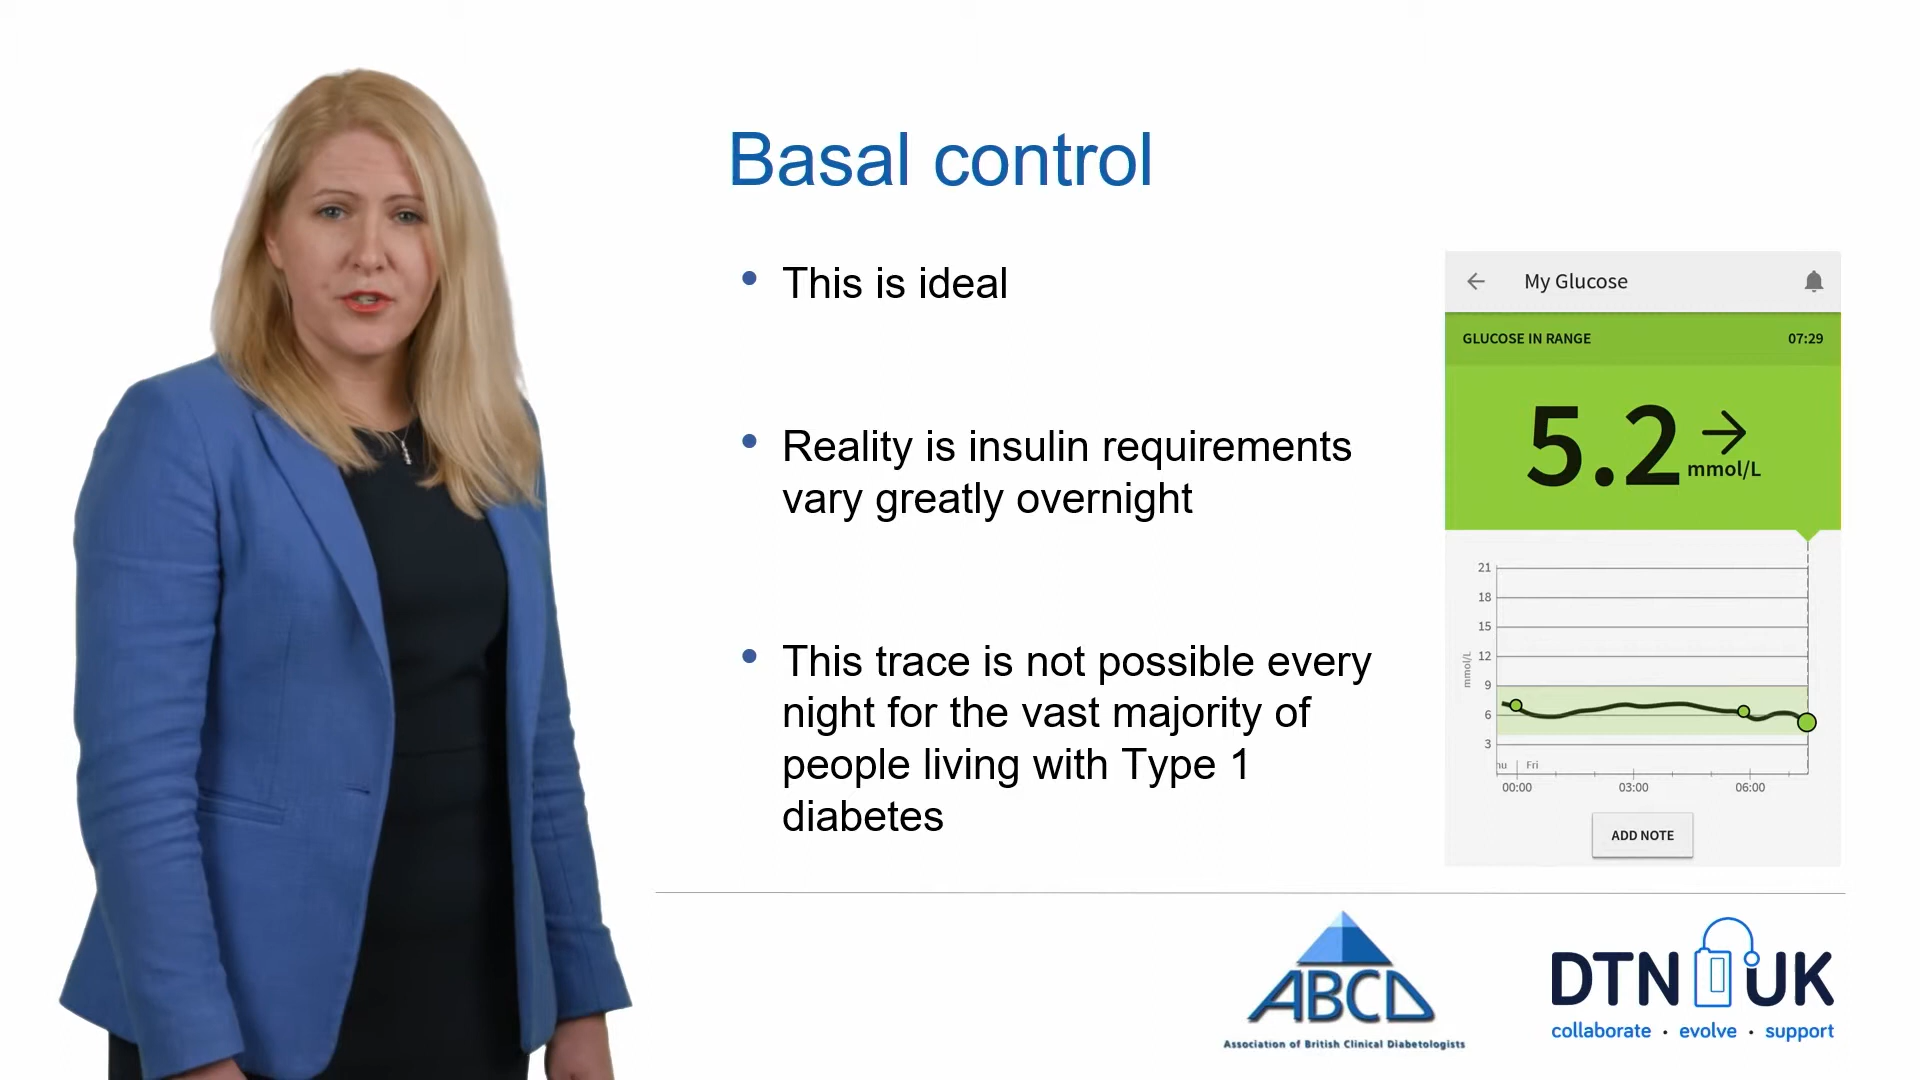 Basal control
• This is ideal
• Reality is insulin requirements
vary greatly overnight
• This trace is not possible every
night for the vast majority of
people living with Type 1
diabetes
My Glucose
GLUCOSE IN RANGE 07:29
5.2
mmol/L
21
18
15
12
9
6
3
mmol/L
hu Fri
00:00 03:00 06:00
ADD NOTE
ABCD
Association of British Clinical Diabetologists
DTN UK
collaborate · evolve · support